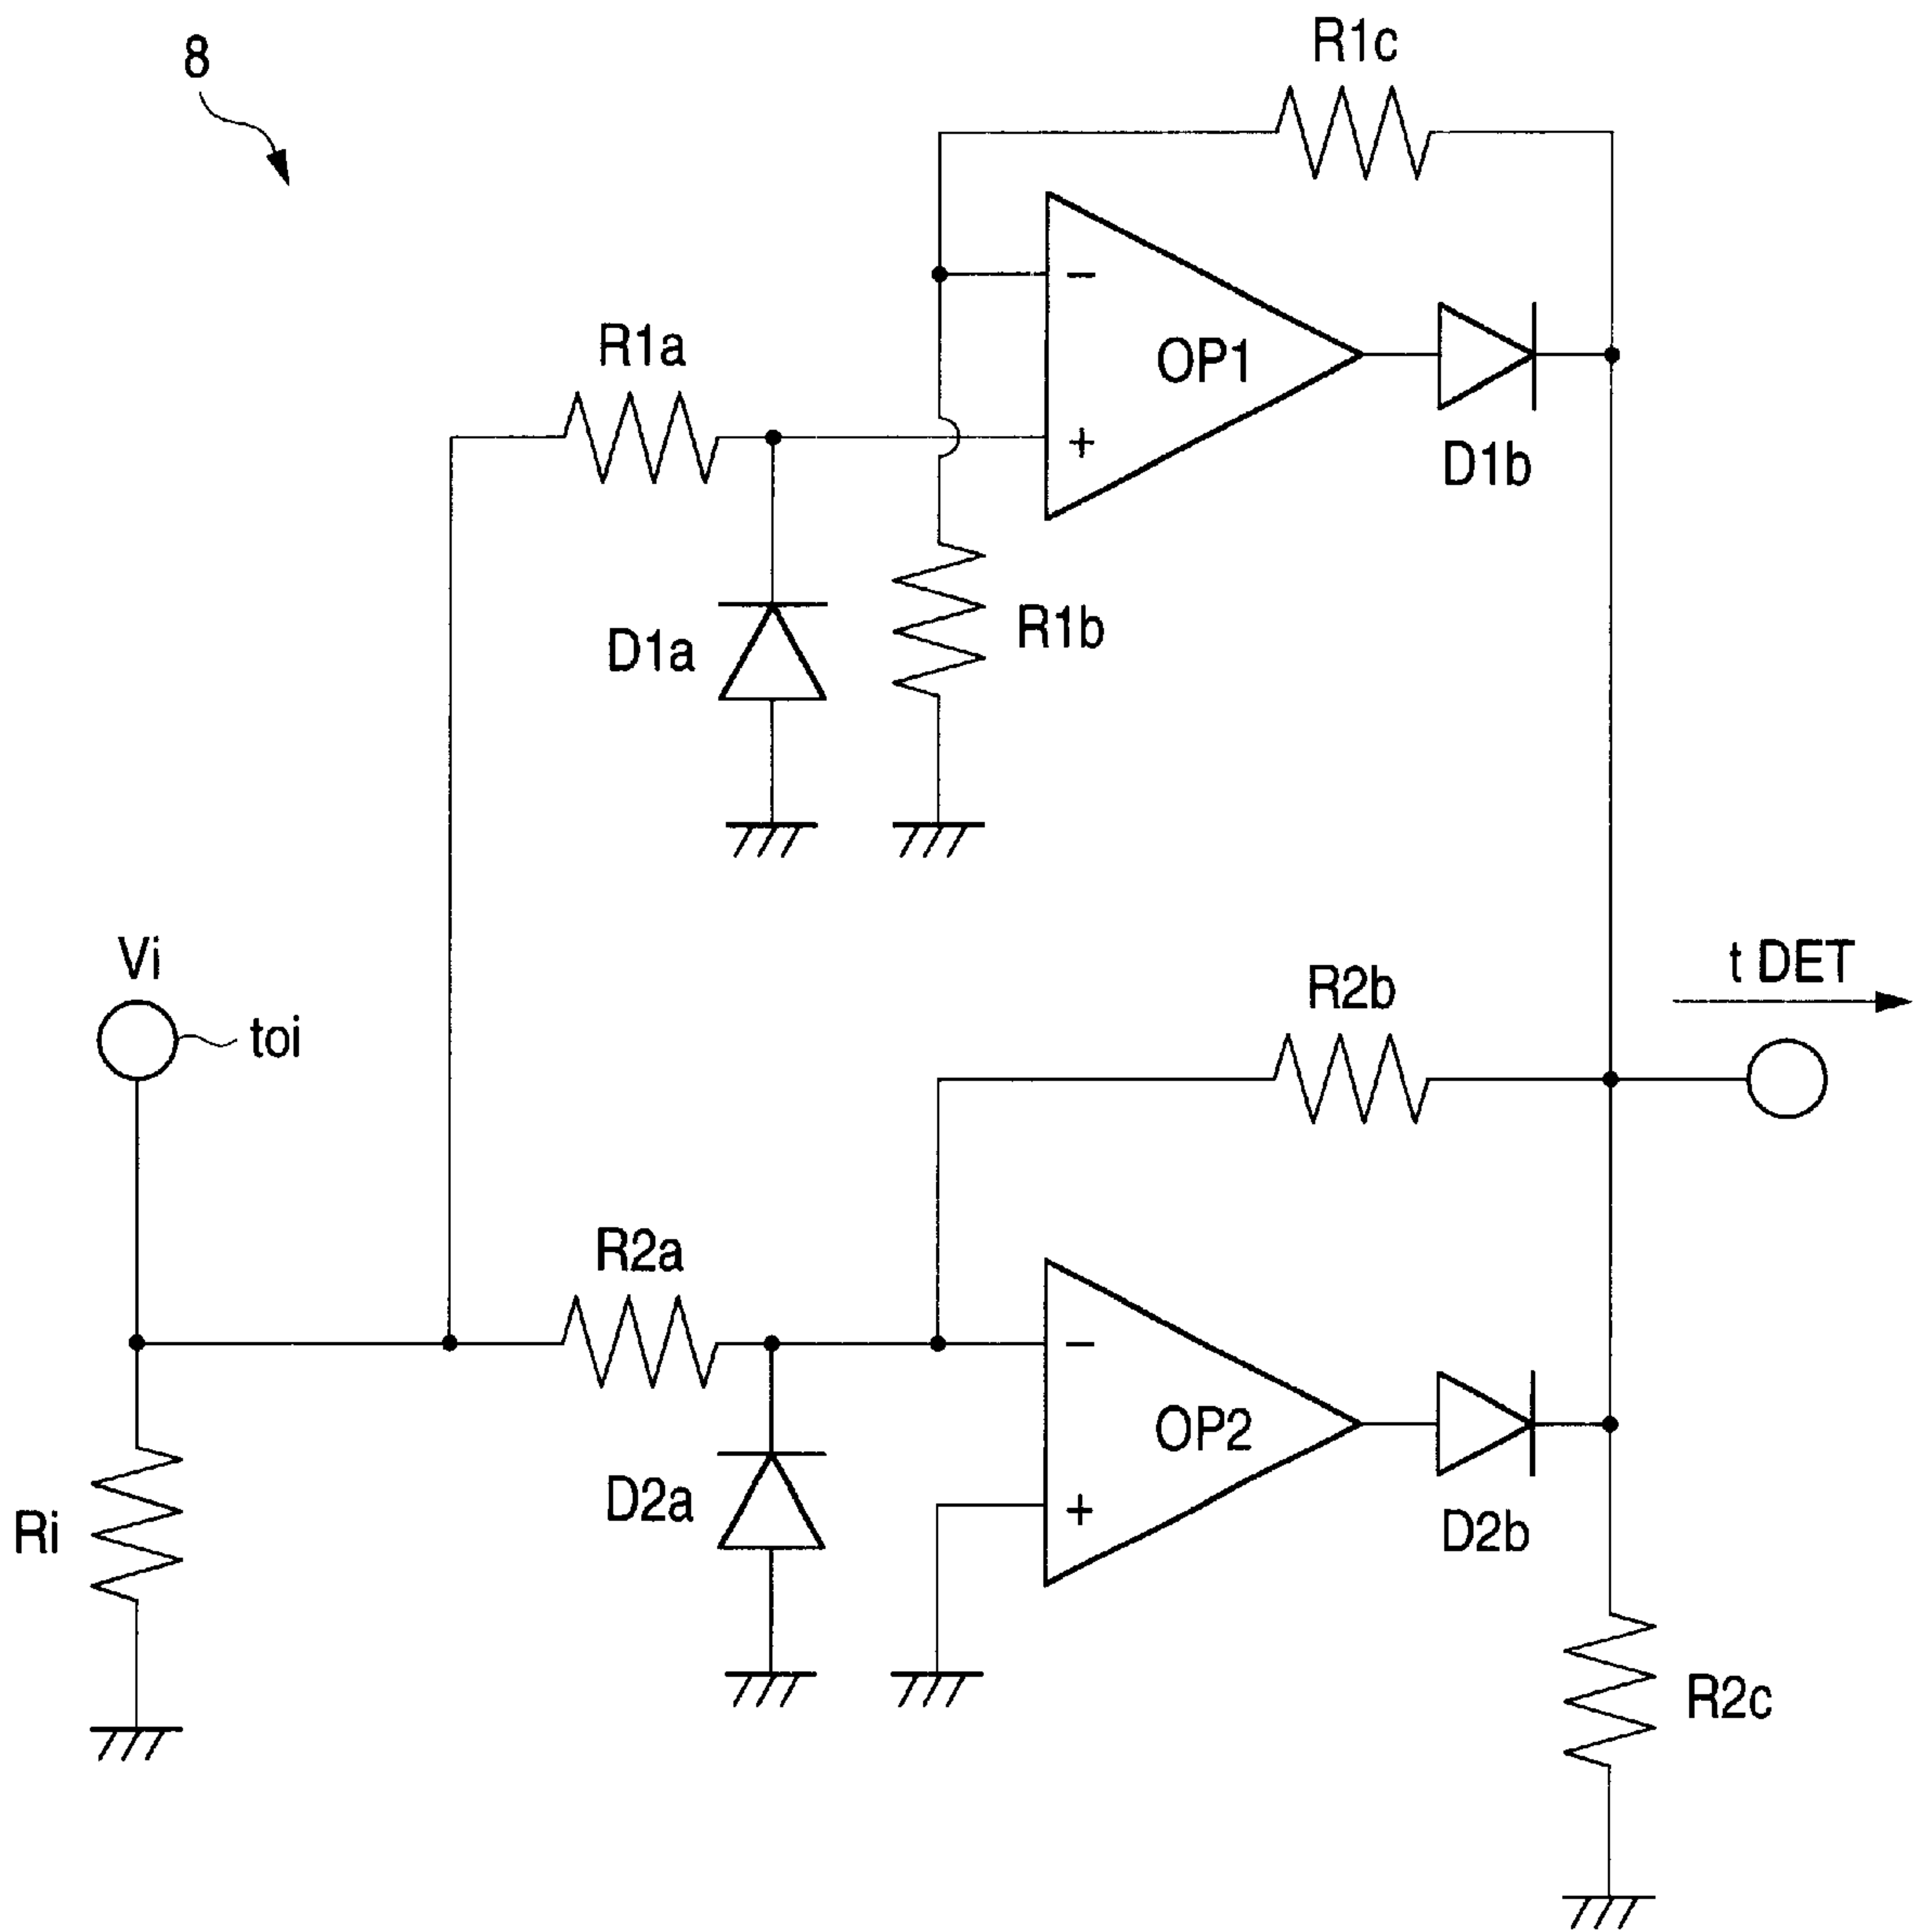 8
R1c
−
OP1
R1a
+
D1b
D1a
R1b
Vi
toi
t DET
R2b
R2a
−
OP2
D2a
+
D2b
Ri
R2c